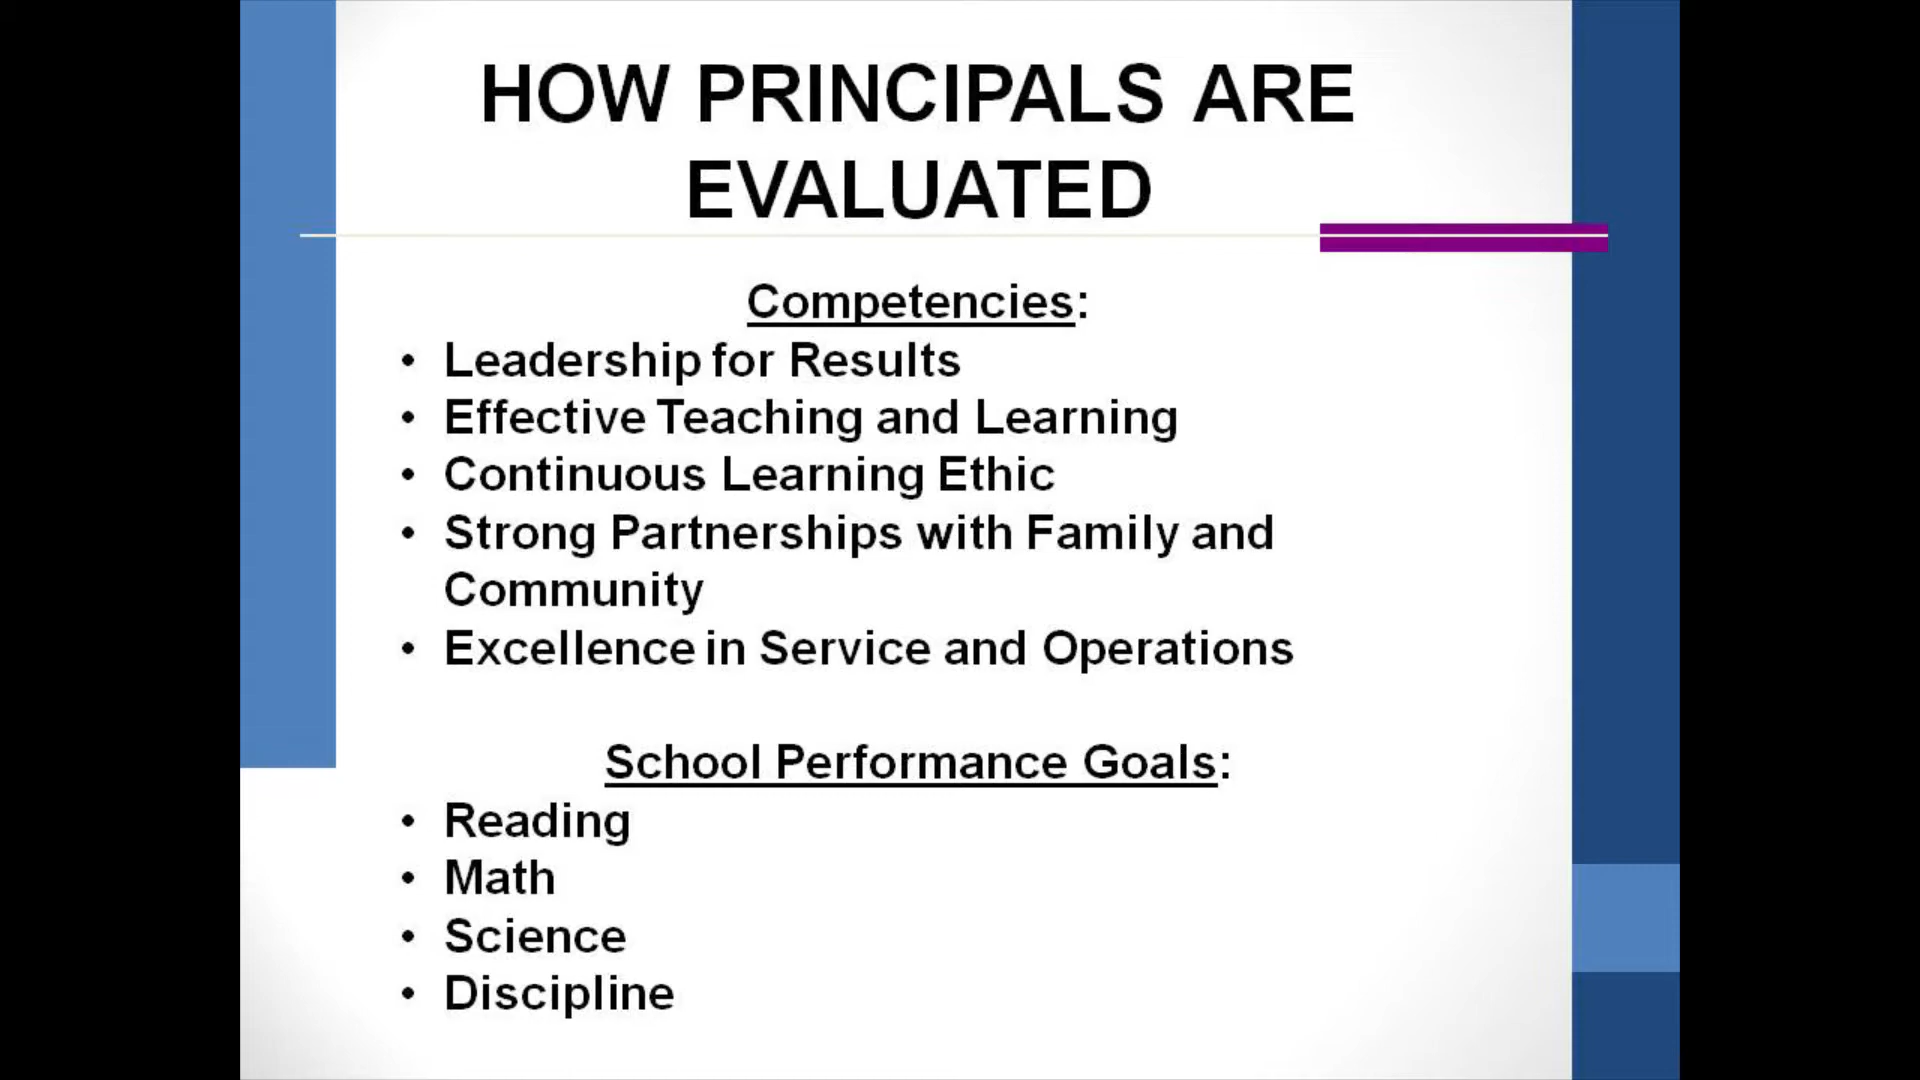 HOW PRINCIPALS ARE
EVALUATED
Competencies:
• Leadership for Results
• Effective Teaching and Learning
• Continuous Learning Ethic
• Strong Partnerships with Family and
Community
• Excellence in Service and Operations
School Performance Goals:
• Reading
• Math
• Science
• Discipline